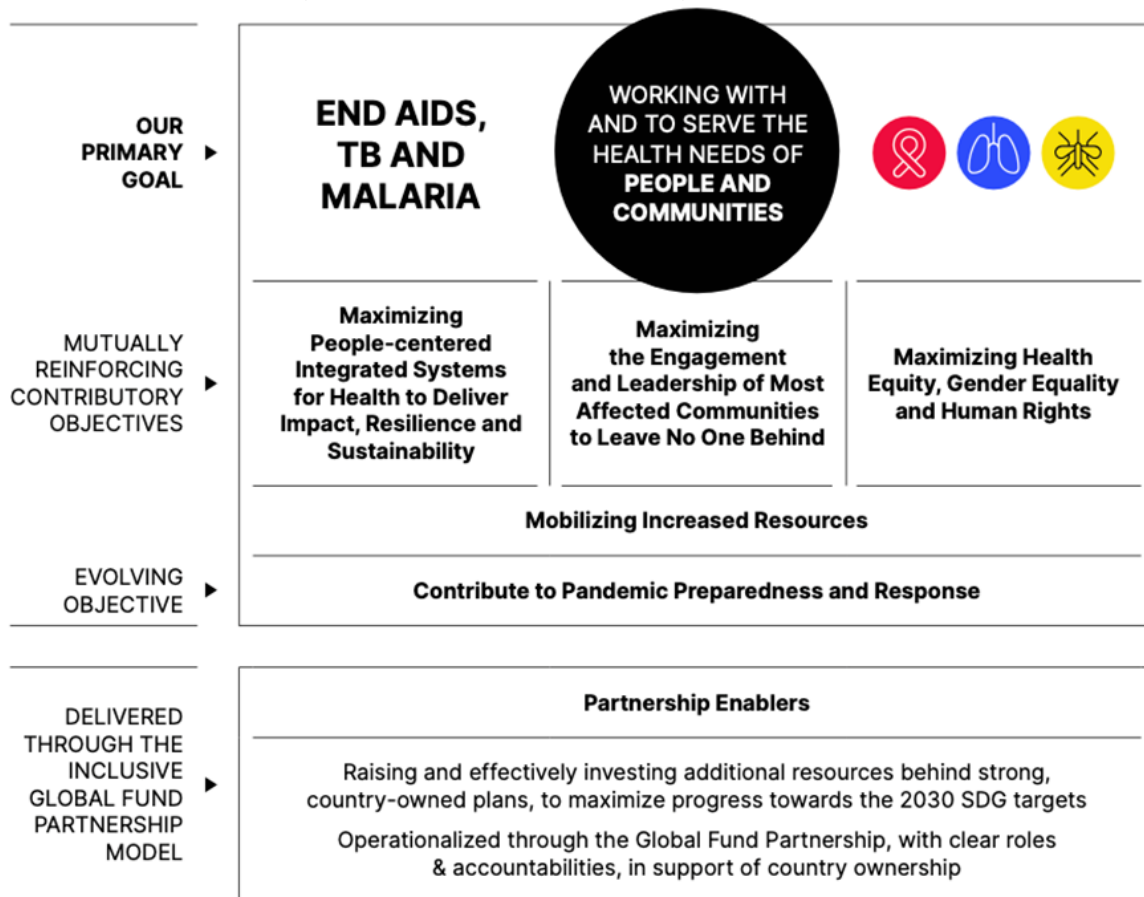 OUR
PRIMARY
GOAL
END AIDS,
TB AND
MALARIA
WORKING WITH
AND TO SERVE THE
HEALTH NEEDS OF
PEOPLE AND
COMMUNITIES
MUTUALLY
REINFORCING
CONTRIBUTORY
OBJECTIVES
Maximizing
People-centered
Integrated Systems
for Health to Deliver
Impact, Resilience and
Sustainability
Maximizing
the Engagement
and Leadership of Most
Affected Communities
to Leave No One Behind
Maximizing Health
Equity, Gender Equality
and Human Rights
Mobilizing Increased Resources
EVOLVING
OBJECTIVE
Contribute to Pandemic Preparedness and Response
DELIVERED
THROUGH THE
INCLUSIVE
GLOBAL FUND
PARTNERSHIP
MODEL
Partnership Enablers
Raising and effectively investing additional resources behind strong,
country-owned plans, to maximize progress towards the 2030 SDG targets
Operationalized through the Global Fund Partnership, with clear roles
& accountabilities, in support of country ownership